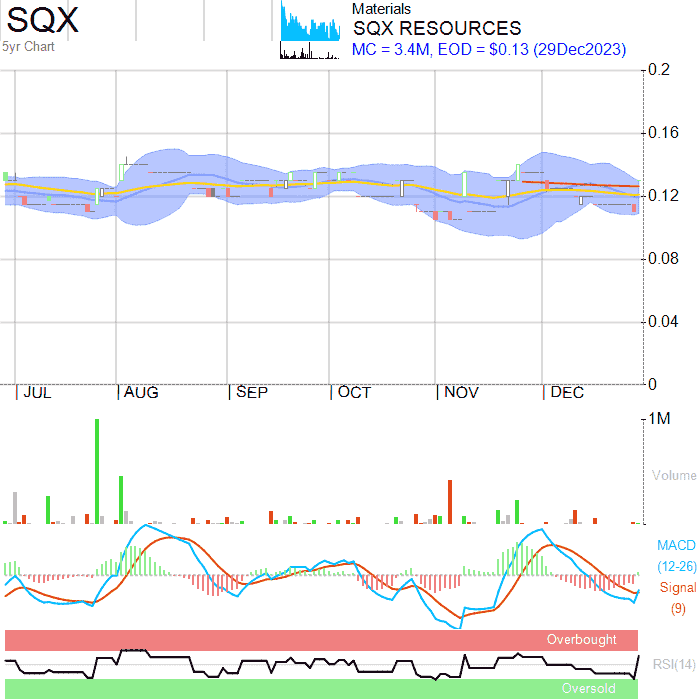 SQX
5yr Chart
Materials
SQX RESOURCES
MC = 3.4M, EOD = $0.13 (29Dec2023)
0.2
0.16
0.12
0.08
0.04
0
JUL AUG SEP OCT NOV DEC
1M
Volume
MACD
(12-26)
Signal
(9)
Overbought
RSI(14)
Oversold